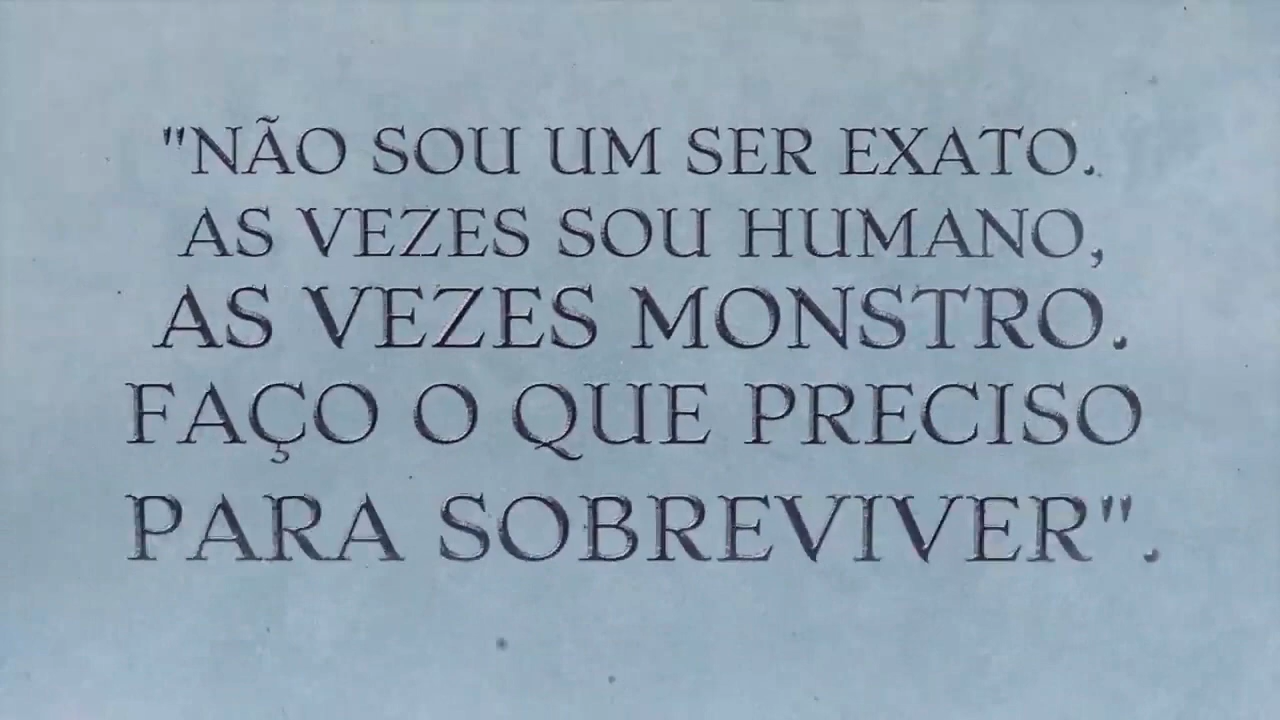 "NÃO SOU UM SER EXATO.
AS VEZES SOU HUMANO,
AS VEZES MONSTRO.
FAÇO O QUE PRECISO
PARA SOBREVIVER".